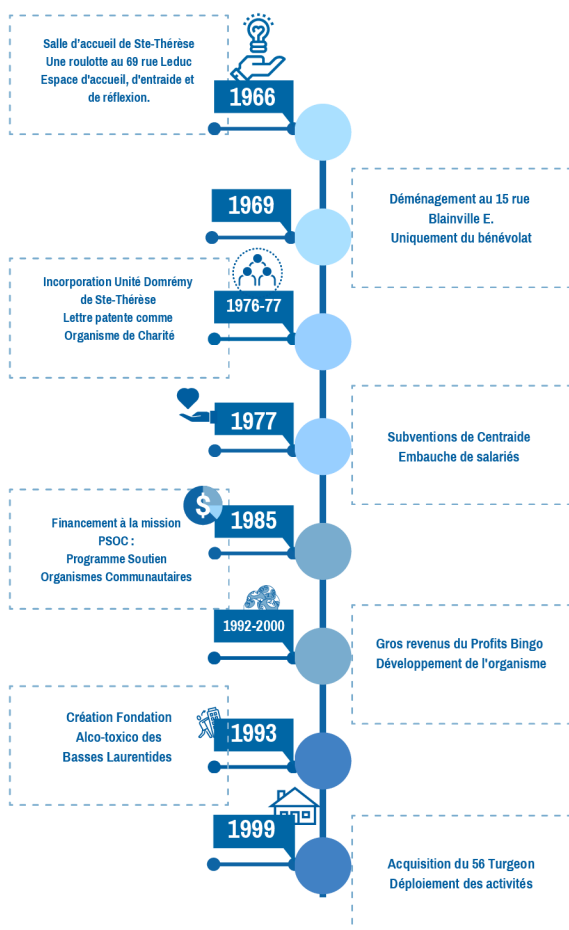 Salle d'accueil de Ste-Thérèse
Une roulotte au 69 rue Leduc
Espace d'accueil, d'entraide et
de réflexion.
1966
1969
Déménagement au 15 rue
Blainville E.
Uniquement du bénévolat
Incorporation Unité Domrémy
de Ste-Thérèse
Lettre patente comme
Organisme de Charité
1976-77
1977
Subventions de Centraide
Embauche de salariés
Financement à la mission
PSOC :
Programme Soutien
Organismes Communautaires
$
1985
1992-2000
Gros revenus du Profits Bingo
Développement de l'organisme
Création Fondation
Alco-toxico des
Basses Laurentides
1993
1999
Acquisition du 56 Turgeon
Déploiement des activités